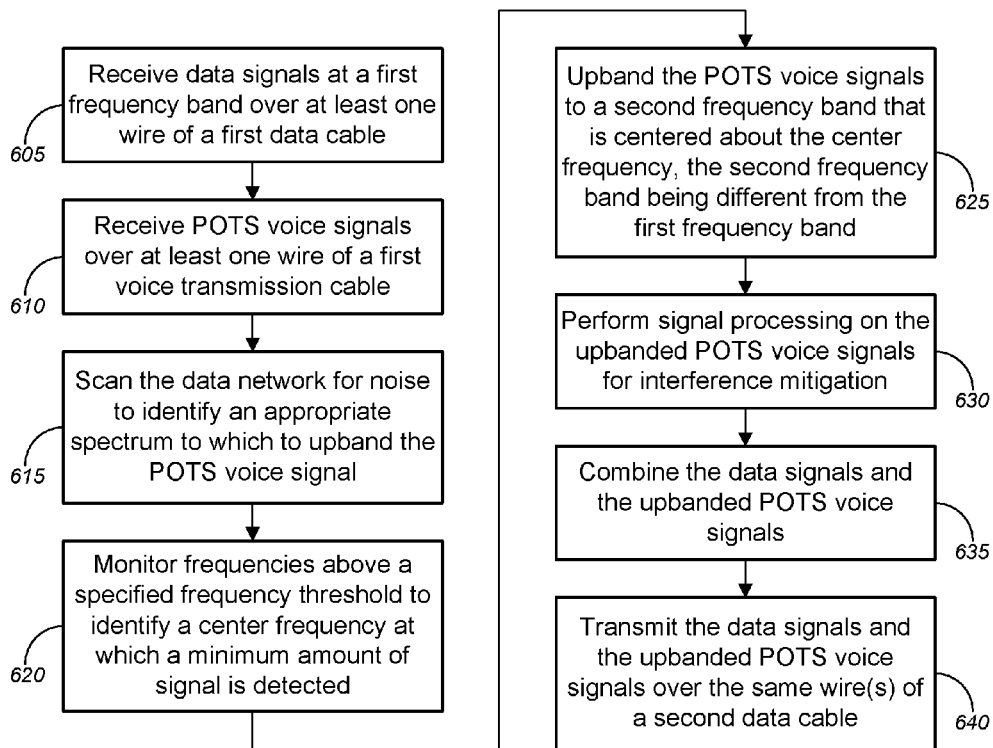 Receive data signals at a first
frequency band over at least one
wire of a first data cable
605
Receive POTS voice signals
over at least one wire of a first
voice transmission cable
610
Scan the data network for noise
to identify an appropriate
spectrum to which to upband the
POTS voice signal
615
Monitor frequencies above a
specified frequency threshold to
identify a center frequency at
which a minimum amount of
signal is detected
620
Upband the POTS voice signals
to a second frequency band that
is centered about the center
frequency, the second frequency
band being different from the
first frequency band
625
Perform signal processing on the
upbanded POTS voice signals
for interference mitigation
630
Combine the data signals and
the upbanded POTS voice
signals
635
Transmit the data signals and
the upbanded POTS voice
signals over the same wire(s) of
a second data cable
640